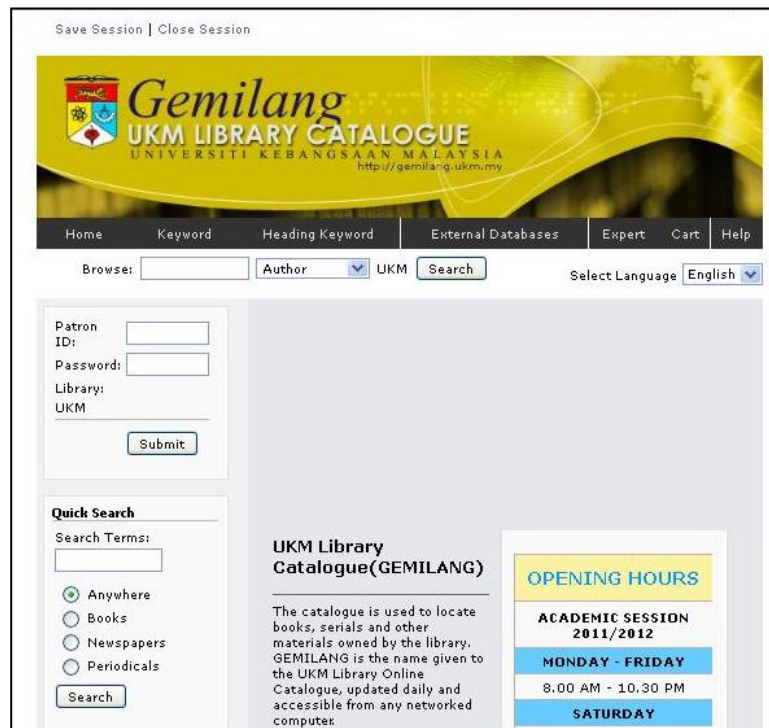 Save Session | Close Session
Gemilang
UKM LIBRARY CATALOGUE
UNIVERSITI KEBANGSAAN MALAYSIA
http://gemilang.ukm.my
Home Keyword Heading Keyword External Databases Expert Cart Help
Browse: Author UKM Search Select Language English
Patron
ID:
Password:
Library:
UKM
Submit
Quick Search
Search Terms:
Anywhere
Books
Newspapers
Periodicals
Search
UKM Library
Catalogue(GEMILANG)
The catalogue is used to locate
books, serials and other
materials owned by the library.
GEMILANG is the name given to
the UKM Library Online
Catalogue, updated daily and
accessible from any networked
computer.
OPENING HOURS
ACADEMIC SESSION
2011/2012
MONDAY - FRIDAY
8.00 AM - 10.30 PM
SATURDAY